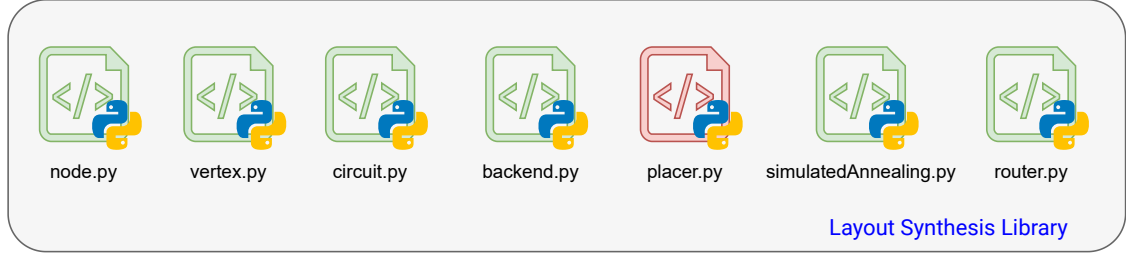 node.py
vertex.py
circuit.py
backend.py
placer.py
simulatedAnnealing.py
router.py
Layout Synthesis Library